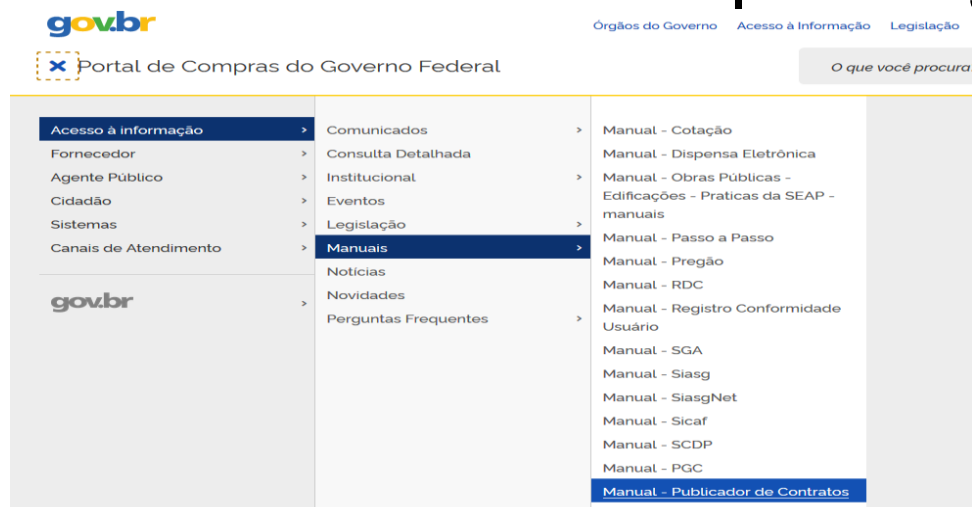 gov.br
Órgãos do Governo Acesso à Informação Legislação
Portal de Compras do Governo Federal
O que você procura
Acesso à informação
Fornecedor
Agente Público
Cidadão
Sistemas
Canais de Atendimento
gov.br
Comunicados
Consulta Detalhada
Institucional
Eventos
Legislação
Manuais
Notícias
Novidades
Perguntas Frequentes
Manual - Cotação
Manual - Dispensa Eletrônica
Manual - Obras Públicas -
Edificações - Praticas da SEAP -
manuais
Manual - Passo a Passo
Manual - Pregão
Manual - RDC
Manual - Registro Conformidade
Usuário
Manual - SGA
Manual - Siasg
Manual - SiasgNet
Manual - Sicaf
Manual - SCDP
Manual - PGC
Manual - Publicador de Contratos